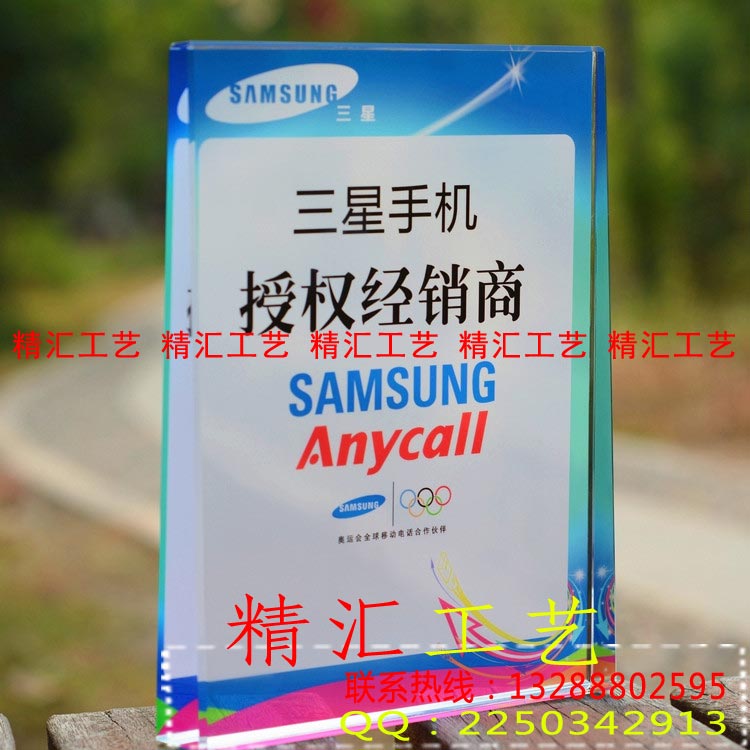 SAMSUNG
三星
三星手机
授权经销商
精汇工艺 精汇工艺 精汇工艺 精汇工艺 精汇工艺
SAMSUNG
Anycall
SAMSUNG
奥运会全球移动电话合作伙伴
精汇工艺
联系热线：13288802595
QQ：2250342913